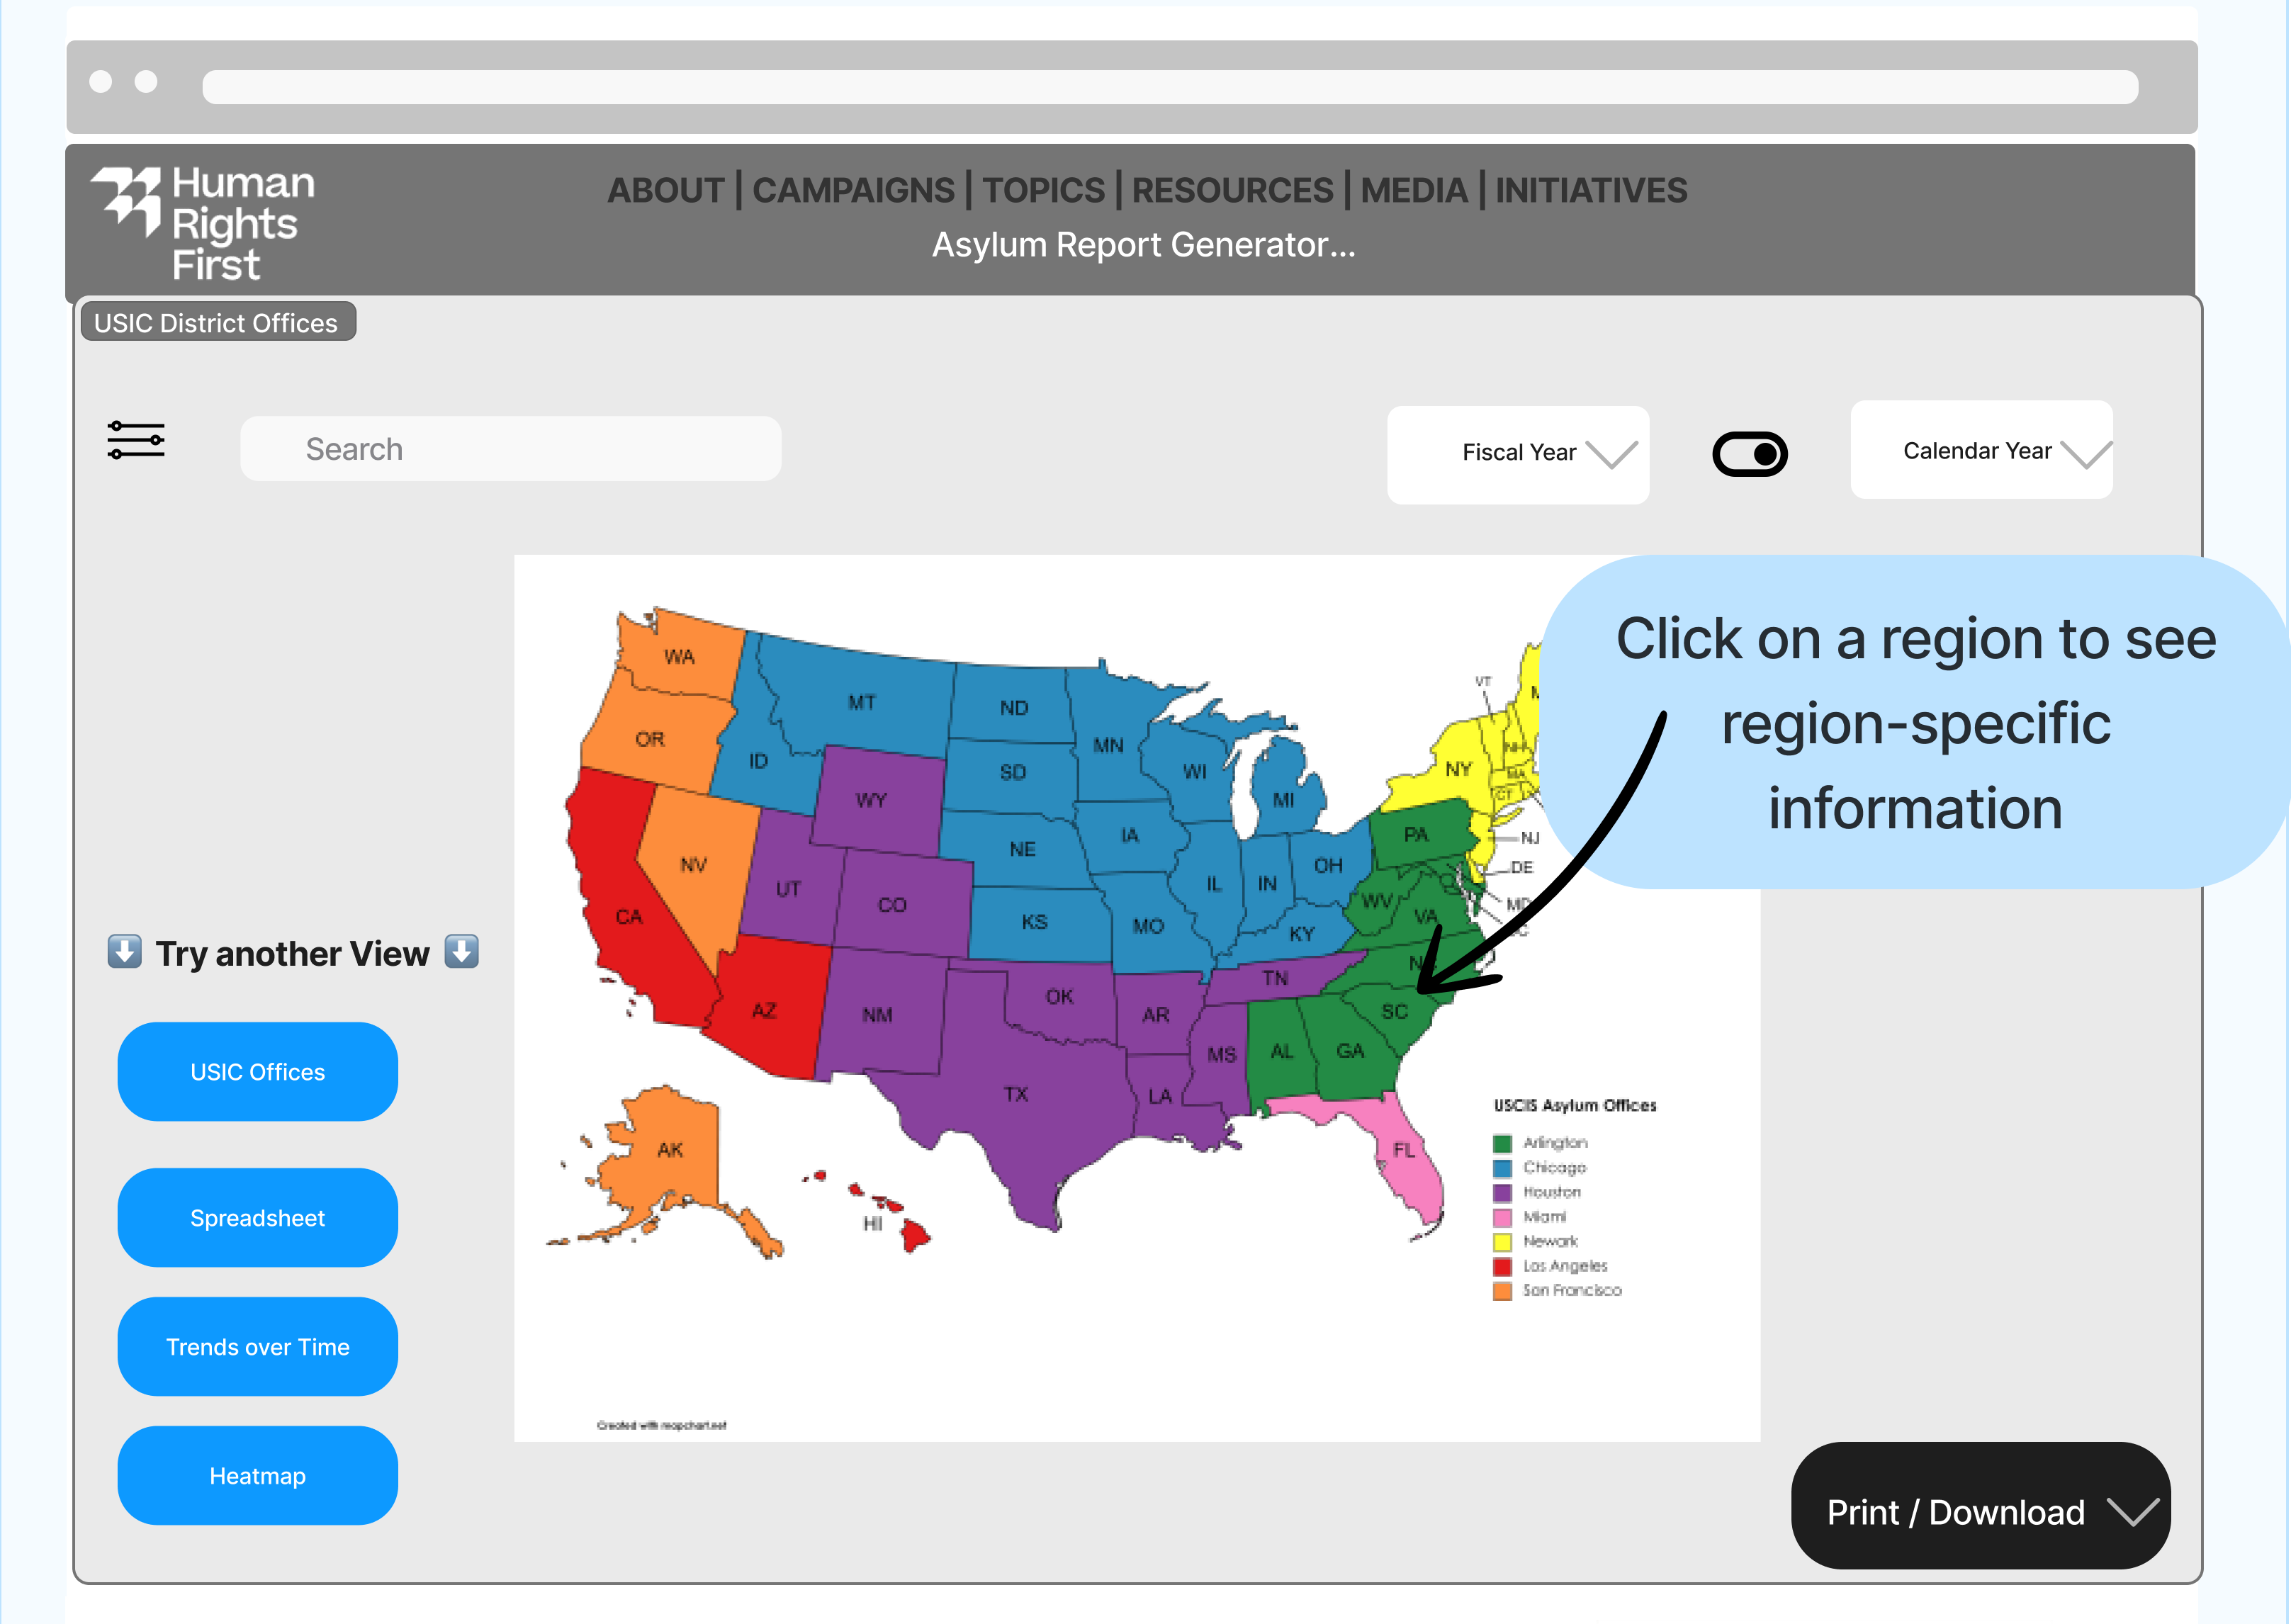 Human
Rights
First
ABOUT | CAMPAIGNS | TOPICS | RESOURCES | MEDIA | INITIATIVES
Asylum Report Generator...
USIC District Offices
Search
Fiscal Year
Calendar Year
Click on a region to see
region-specific
information
WA
OR
CA
NV
ID
MT
WY
UT
CO
AZ
NM
ND
SD
NE
KS
OK
TX
MN
IA
MO
AR
LA
WI
IL
MI
IN
OH
KY
TN
MS
AL
GA
SC
FL
WV
VA
PA
NY
VT
NH
MA
CT
NJ
DE
MD
AK
HI
⬇️ Try another View ⬇️
USIC Offices
Spreadsheet
Trends over Time
Heatmap
USCIS Asylum Offices
Arlington
Chicago
Houston
Miami
Newark
Los Angeles
San Francisco
Created with mapchart.net
Print / Download